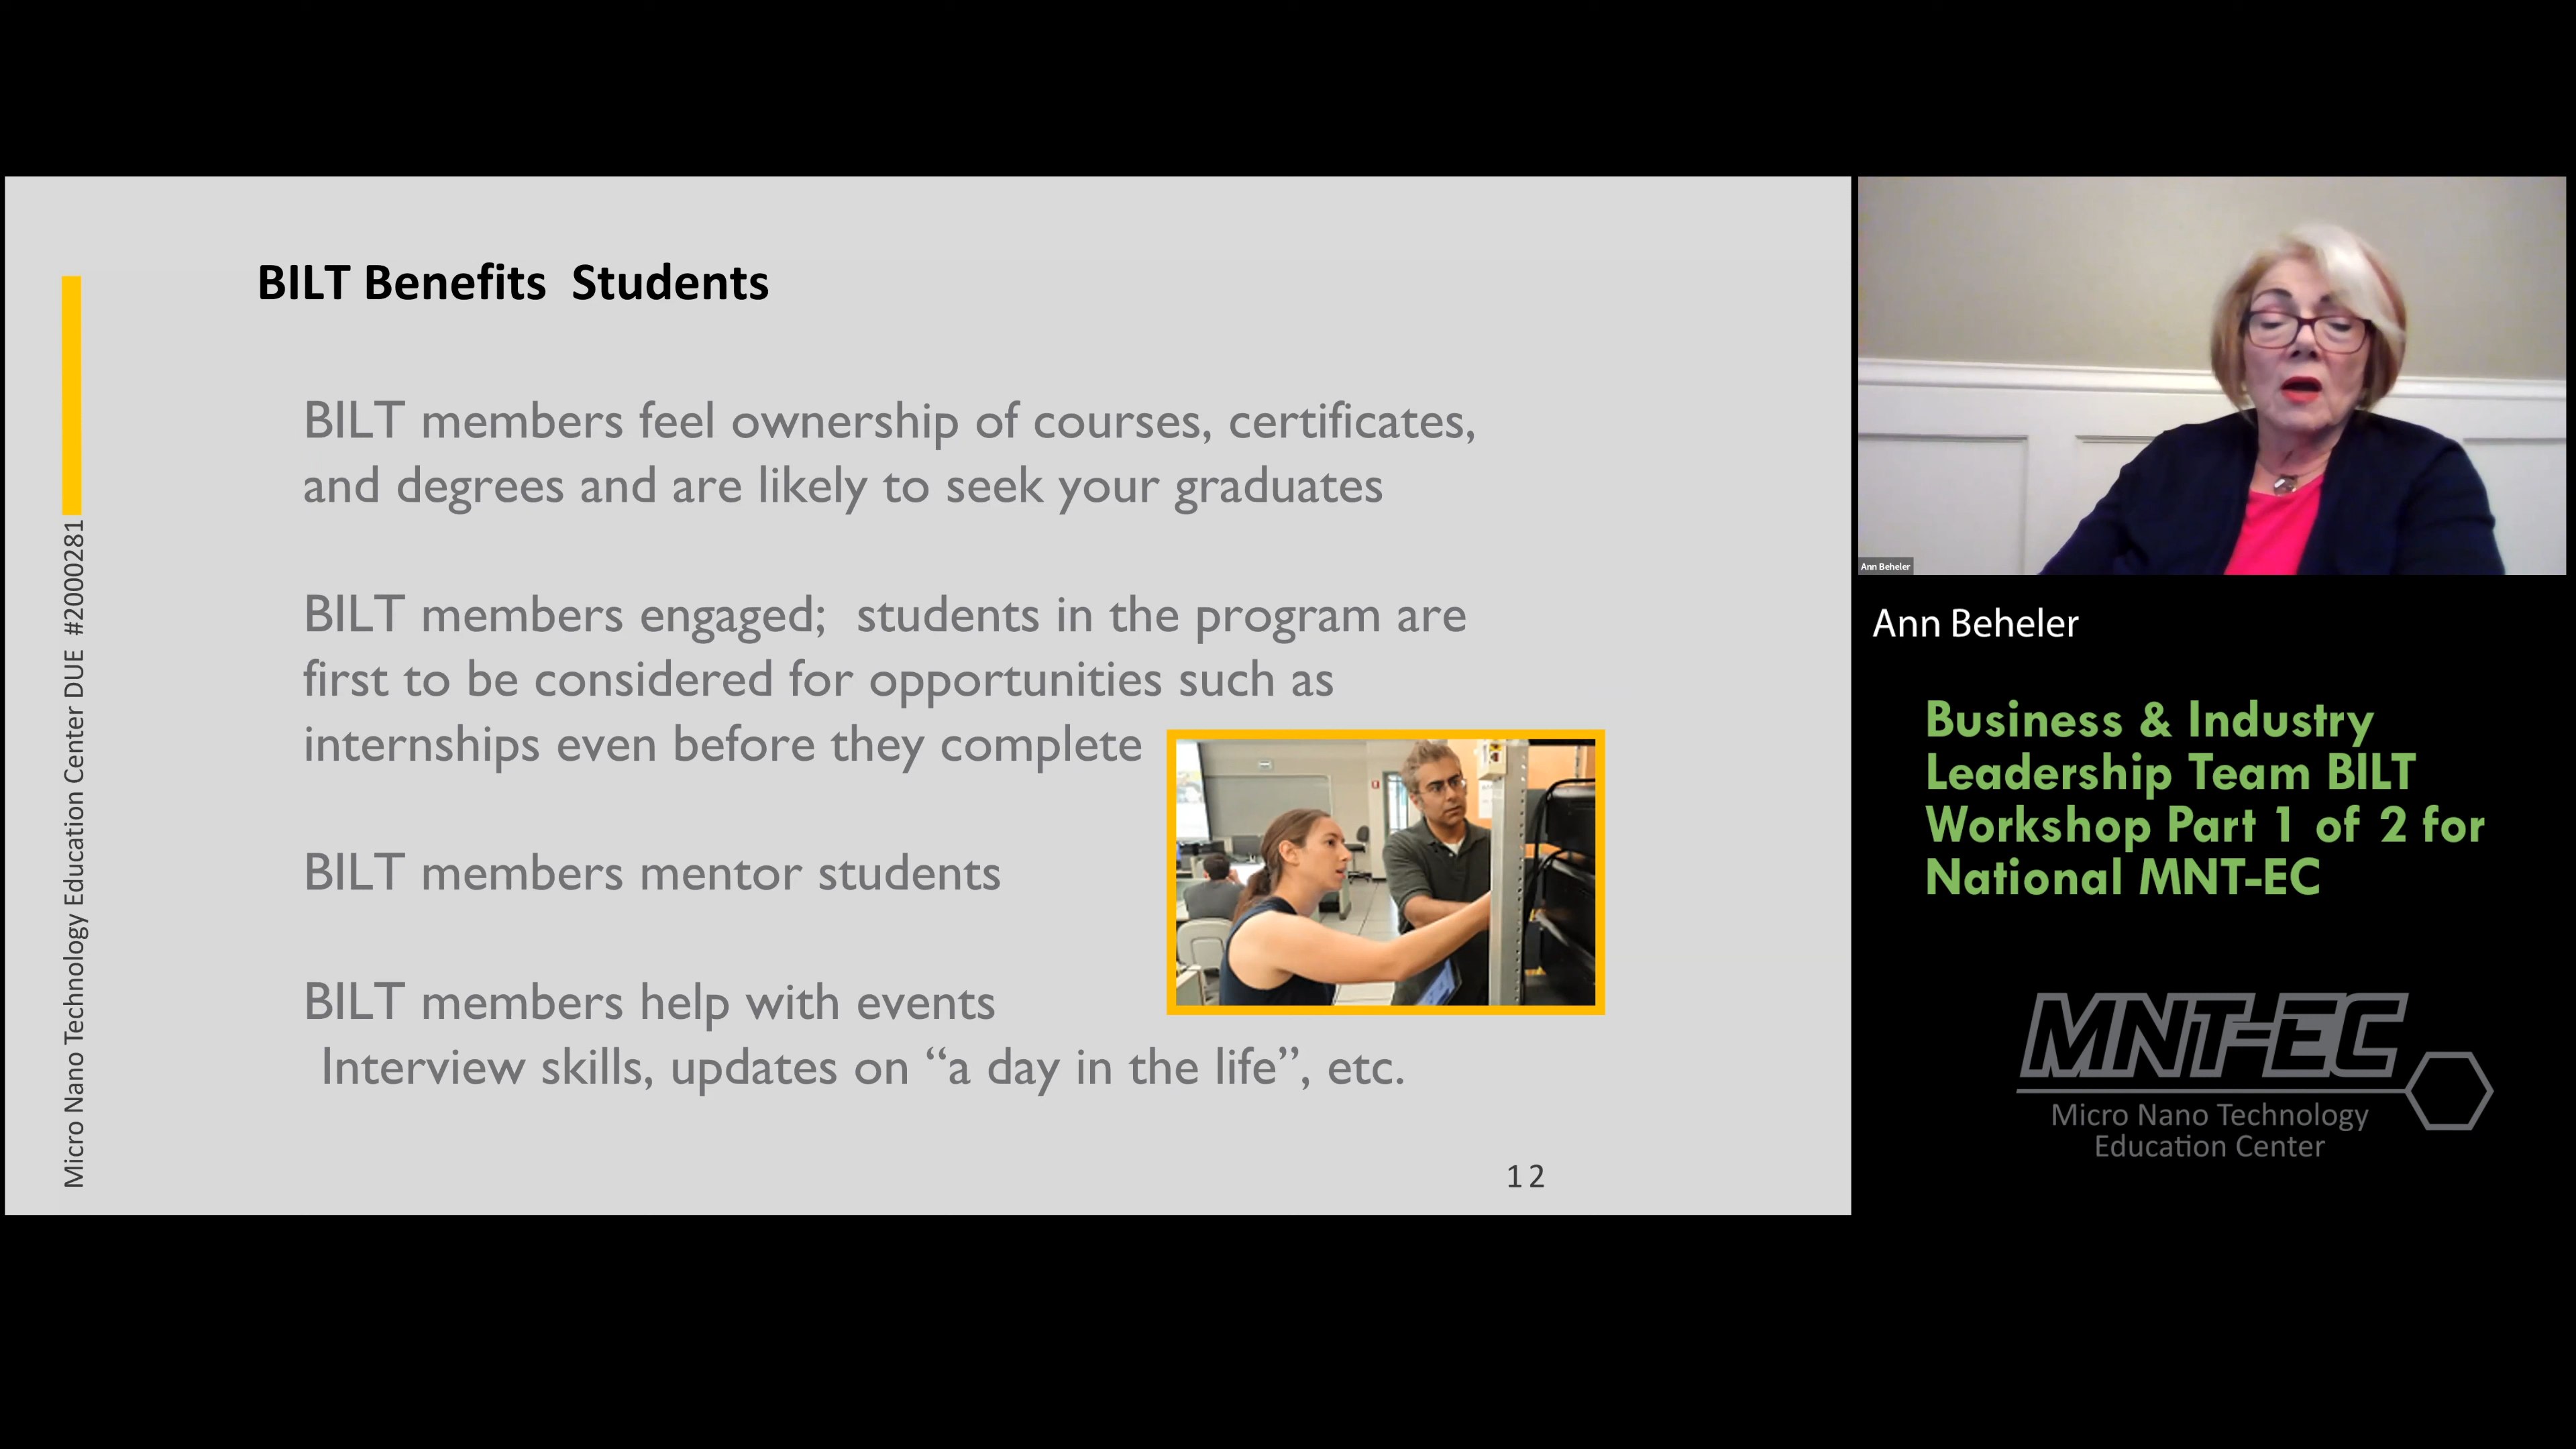 BILT Benefits  Students
BILT members feel ownership of courses, certificates,
and degrees and are likely to seek your graduates
BILT members engaged;  students in the program are
first to be considered for opportunities such as
internships even before they complete
BILT members mentor students
BILT members help with events
Interview skills, updates on “a day in the life”, etc.
12
Micro Nano Technology Education Center DUE  #2000281
Ann Beheler
Ann Beheler
Business & Industry
Leadership Team BILT
Workshop Part 1 of 2 for
National MNT-EC
MNT-EC
Micro Nano Technology
Education Center